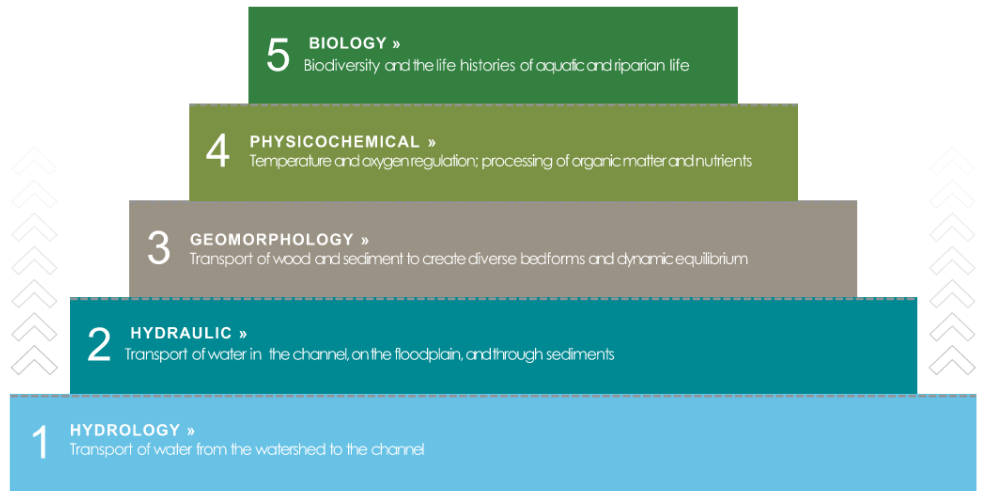 5 BIOLOGY »
Biodiversity and the life histories of aquatic and riparian life
4 PHYSICOCHEMICAL »
Temperature and oxygen regulation; processing of organic matter and nutrients
3 GEOMORPHOLOGY »
Transport of wood and sediment to create diverse bedforms and dynamic equilibrium
2 HYDRAULIC »
Transport of water in the channel, on the floodplain, and through sediments
1 HYDROLOGY »
Transport of water from the watershed to the channel